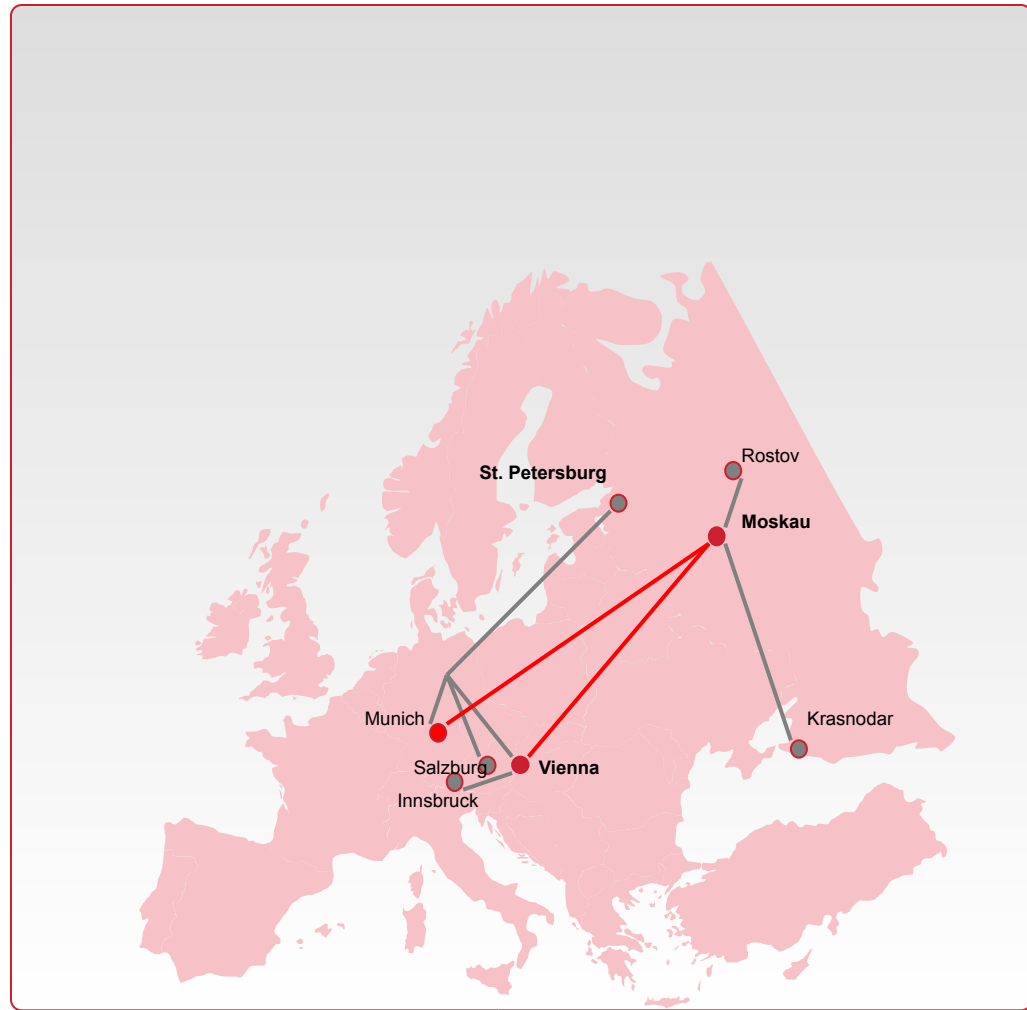 Rostov
St. Petersburg
Moskau
Munich
Krasnodar
Salzburg
Vienna
Innsbruck